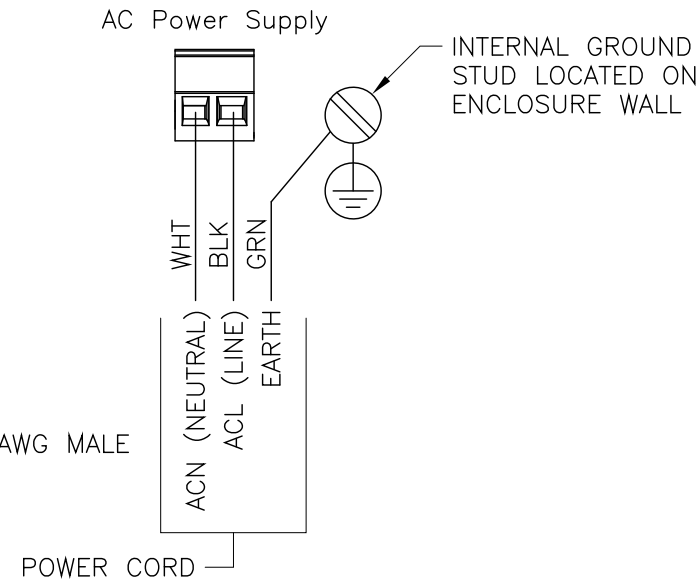 AC Power Supply
INTERNAL GROUND
STUD LOCATED ON
ENCLOSURE WALL
WHT
BLK
GRN
ACN (NEUTRAL)
ACL (LINE)
EARTH
AWG MALE
POWER CORD